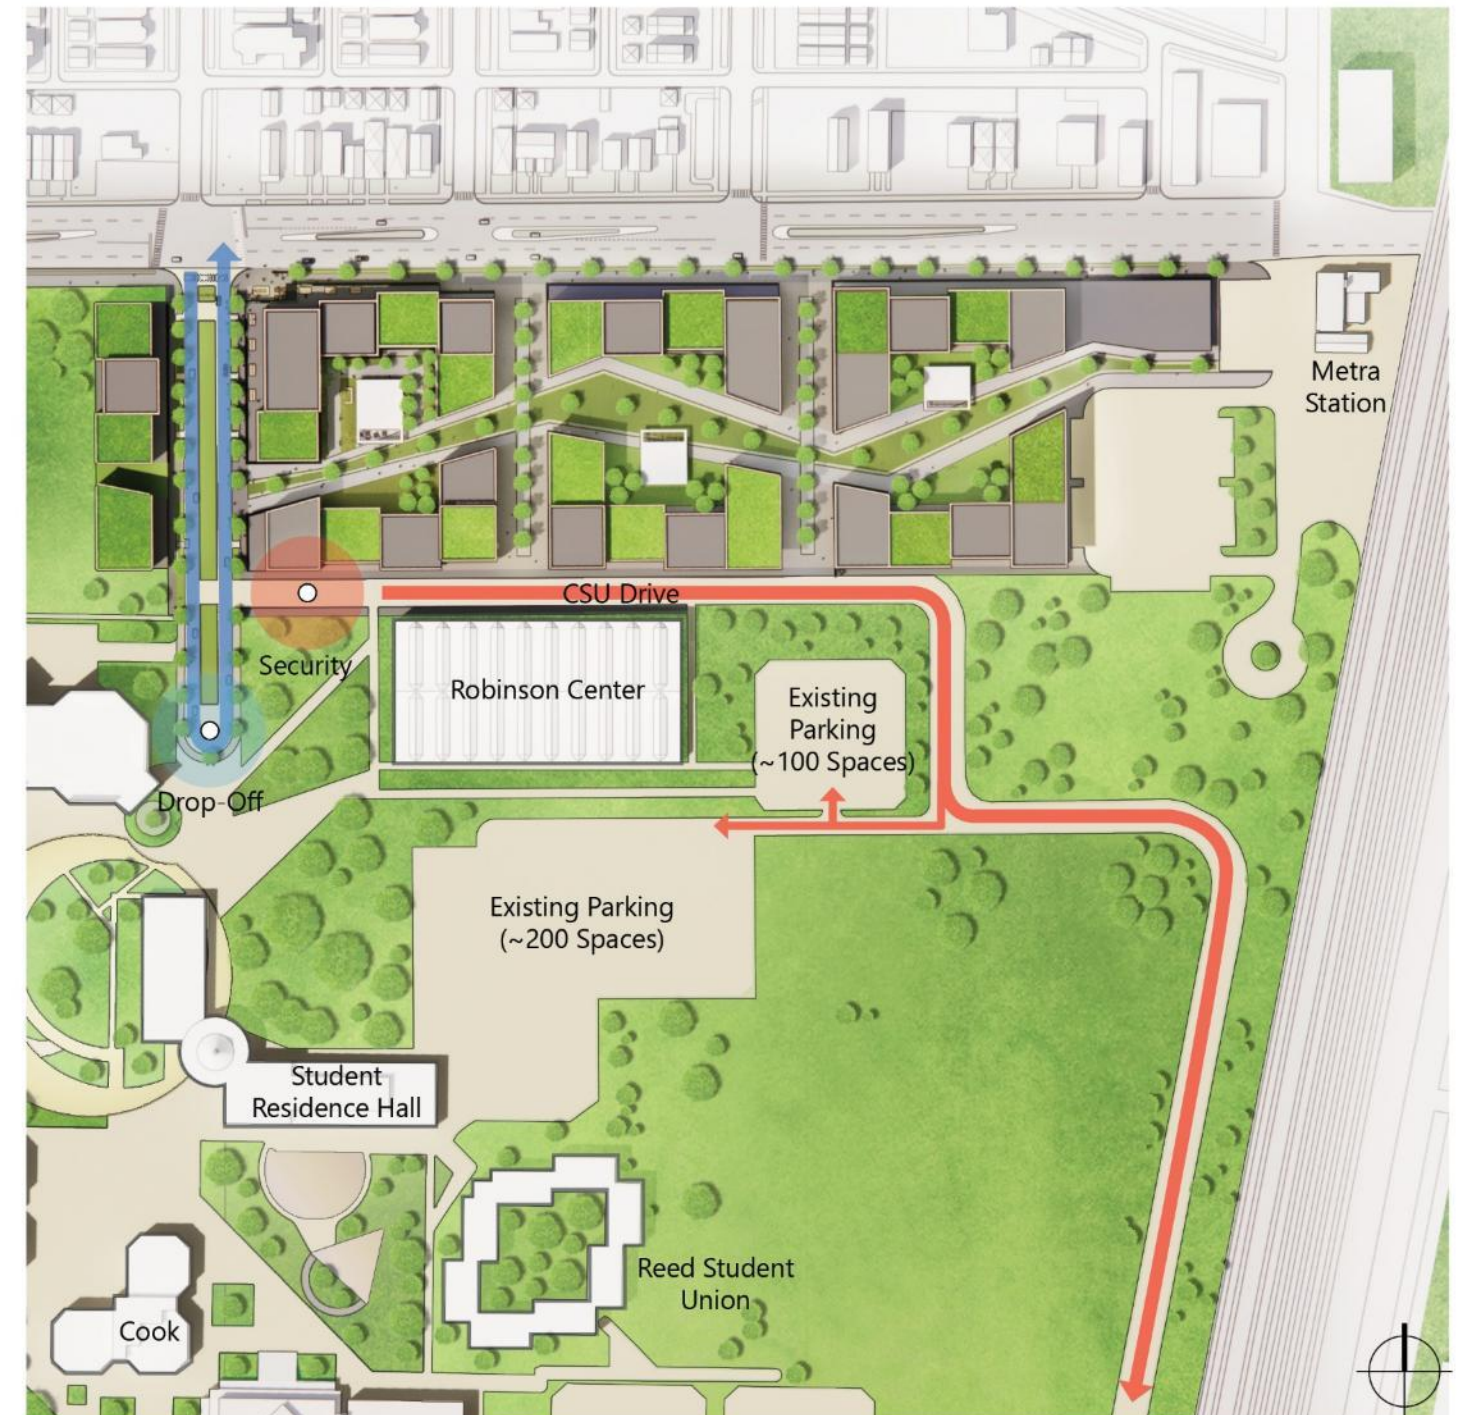 Metra
Station
CSU Drive
Security
Robinson Center
Existing
Parking
(~100 Spaces)
Drop-Off
Existing Parking
(~200 Spaces)
Student
Residence Hall
Reed Student
Union
Cook